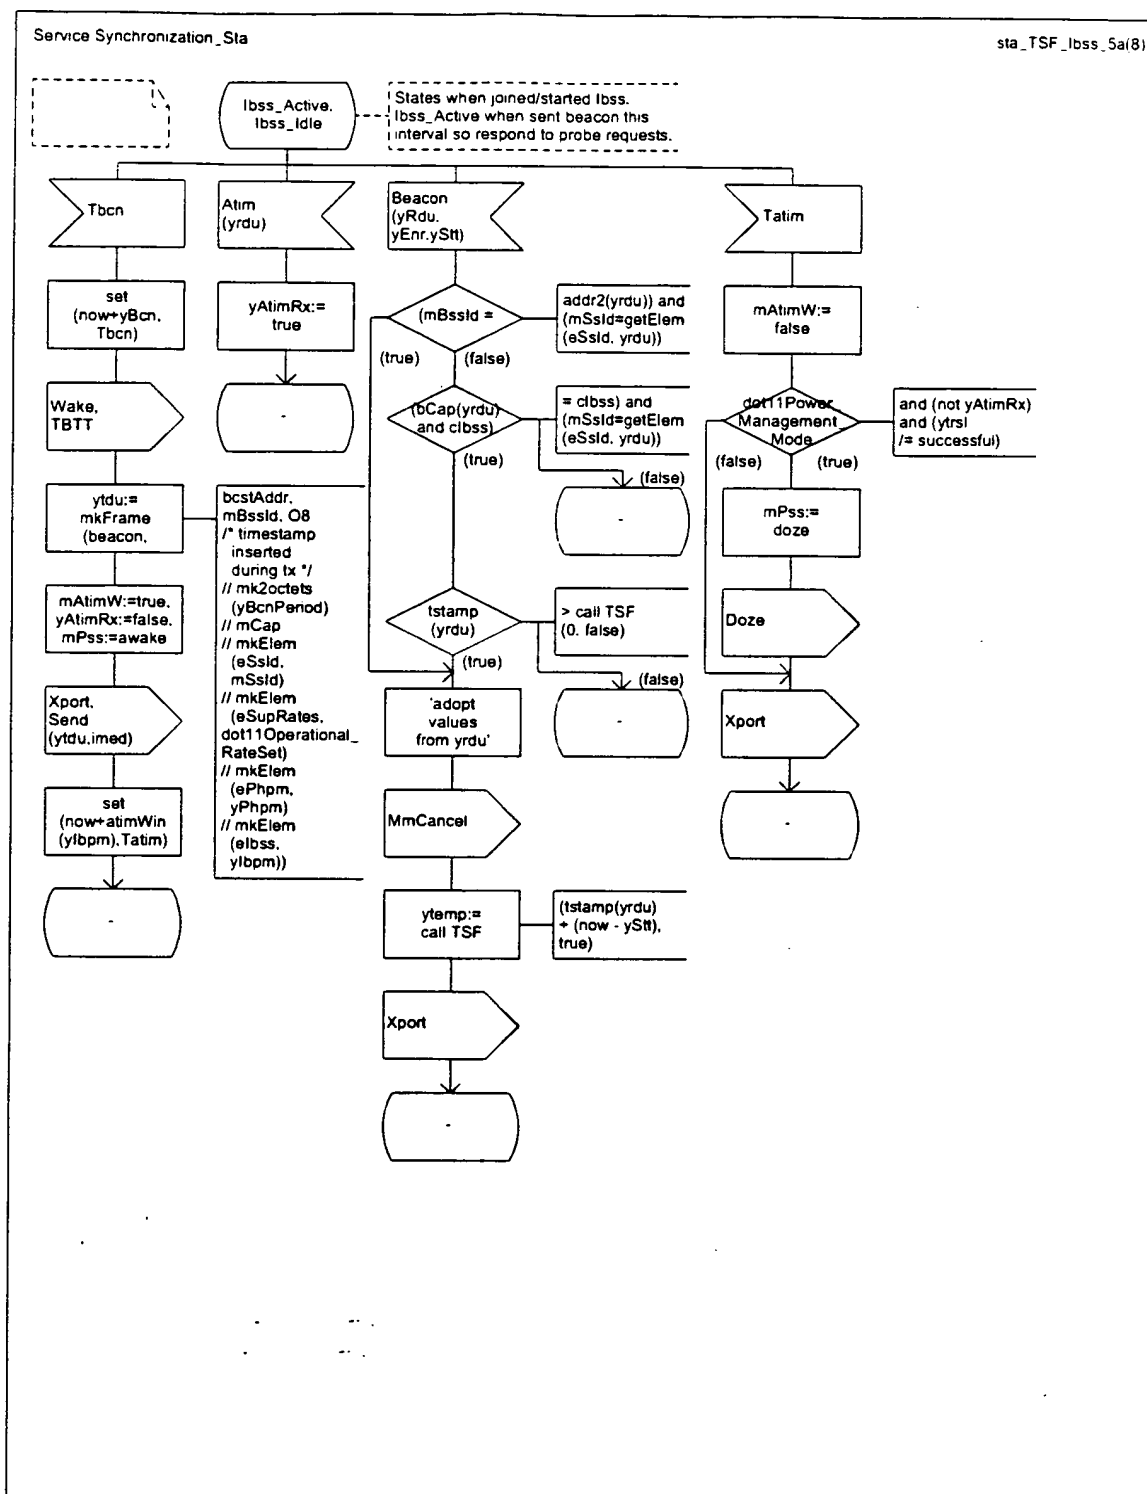 Service Synchronization_Sta
sta_TSF_Ibss_5a(8)
Ibss_Active,
Ibss_Idle
States when joined/started Ibss.
Ibss_Active when sent beacon this
interval so respond to probe requests.
Tbcn
set
(now+yBcn,
Tbcn)
Wake,
TBTT
ytdu:=
mkFrame
(beacon,
bcstAddr,
mBssId, O8
/* timestamp
inserted
during tx */
// mk2octets
(yBcnPeriod)
// mCap
// mkElem
(eSsId,
mSsId)
// mkElem
(eSupRates,
dot11Operational_
RateSet)
// mkElem
(ePhpm,
yPhpm)
// mkElem
(eIbss,
yIbpm))
mAtimW:=true,
yAtimRx:=false,
mPss:=awake
Xport,
Send
(ytdu,imed)
set
(now+atimWin
(yIbpm),Tatim)
-
Atim
(yrdu)
yAtimRx:=
true
-
Beacon
(yRdu,
yEnr,yStt)
(mBssId =
addr2(yrdu)) and
(mSsId=getElem
(eSsId, yrdu))
(true)
(false)
(bCap(yrdu)
and cIbss)
= cIbss) and
(mSsId=getElem
(eSsId, yrdu))
(true)
(false)
-
tstamp
(yrdu)
> call TSF
(0, false)
(true)
(false)
-
'adopt
values
from yrdu'
MmCancel
ytemp:=
call TSF
(tstamp(yrdu)
+ (now - yStt),
true)
Xport
-
Tatim
mAtimW:=
false
dot11Power_
Management_
Mode
and (not yAtimRx)
and (ytrsl
/= successful)
(false)
(true)
mPss:=
doze
Doze
Xport
-